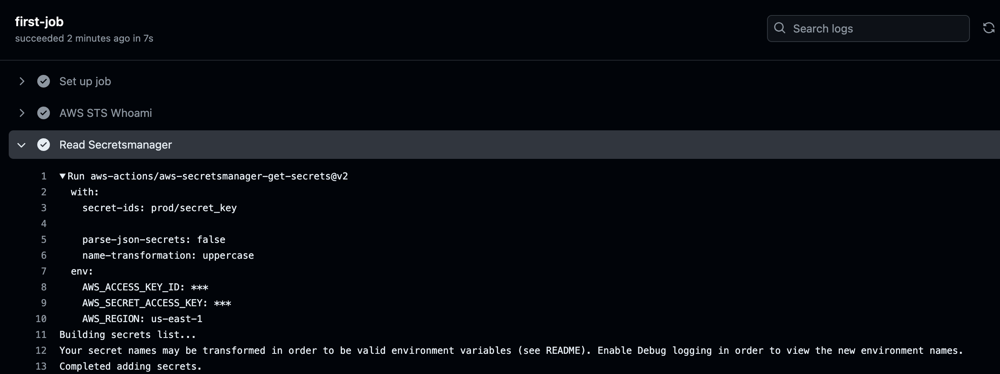 first-job
succeeded 2 minutes ago in 7s
Search logs
Set up job
AWS STS Whoami
Read Secretsmanager
1 ▼Run aws-actions/aws-secretsmanager-get-secrets@v2
2 with:
3 secret-ids: prod/secret_key
4
5 parse-json-secrets: false
6 name-transformation: uppercase
7 env:
8 AWS_ACCESS_KEY_ID: ***
9 AWS_SECRET_ACCESS_KEY: ***
10 AWS_REGION: us-east-1
11 Building secrets list...
12 Your secret names may be transformed in order to be valid environment variables (see README). Enable Debug logging in order to view the new environment names.
13 Completed adding secrets.